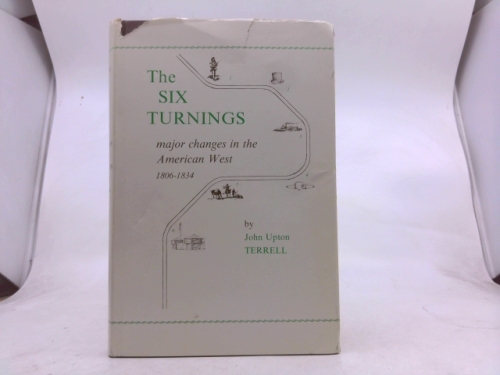 The
SIX
TURNINGS
major changes in the
American West
1806-1834
by
John Upton
TERRELL